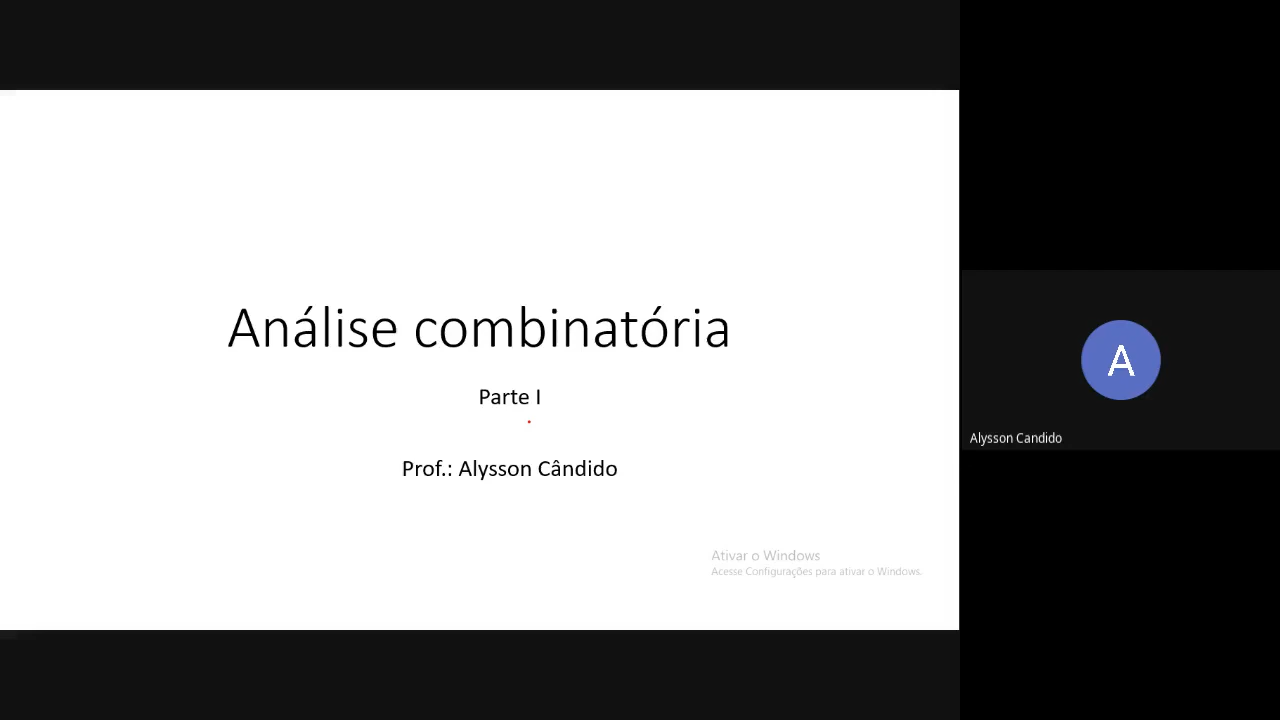 Análise combinatória
Parte I
Prof.: Alysson Cândido
Ativar o Windows
Acesse Configurações para ativar o Windows.
A
Alysson Candido